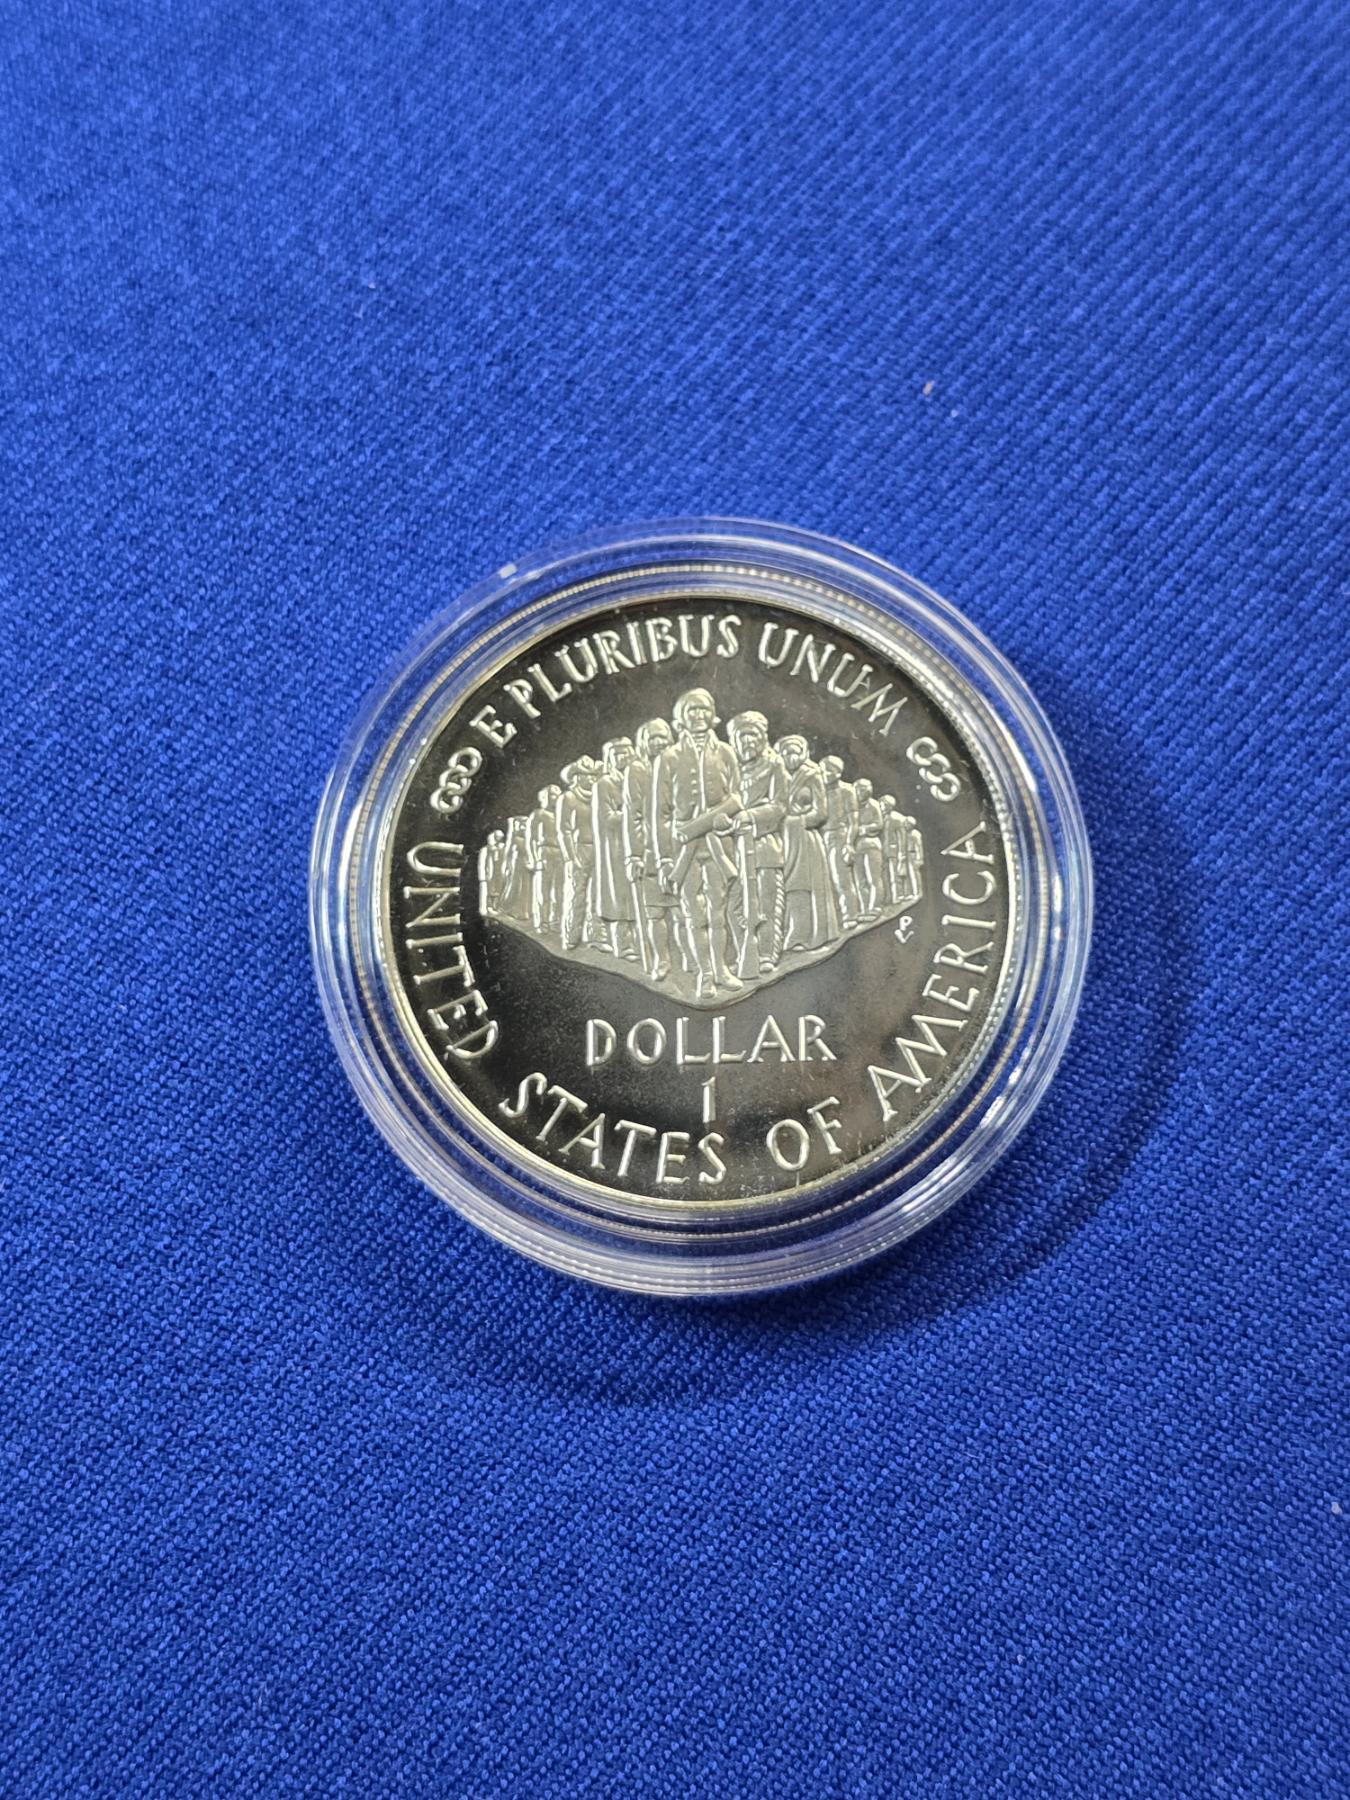 E PLURIBUS UNUM
DOLLAR
1
UNITED STATES OF AMERICA